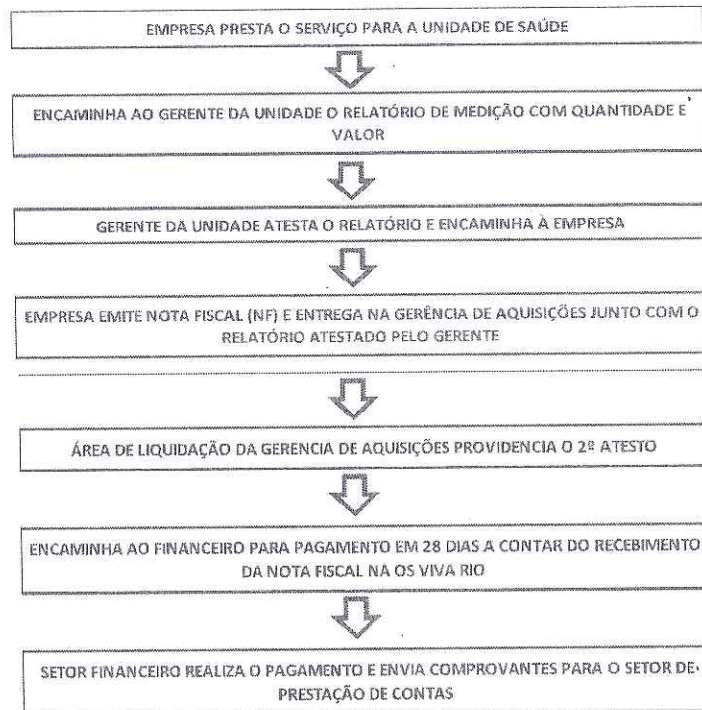 EMPRESA PRESTA O SERVIÇO PARA A UNIDADE DE SAÚDE
ENCAMINHA AO GERENTE DA UNIDADE O RELATÓRIO DE MEDIÇÃO COM QUANTIDADE E
VALOR
GERENTE DA UNIDADE ATESTA O RELATÓRIO E ENCAMINHA À EMPRESA
EMPRESA EMITE NOTA FISCAL (NF) E ENTREGA NA GERÊNCIA DE AQUISIÇÕES JUNTO COM O
RELATÓRIO ATESTADO PELO GERENTE
ÁREA DE LIQUIDAÇÃO DA GERENCIA DE AQUISIÇÕES PROVIDENCIA O 2º ATESTO
ENCAMINHA AO FINANCEIRO PARA PAGAMENTO EM 28 DIAS A CONTAR DO RECEBIMENTO
DA NOTA FISCAL NA OS VIVA RIO
SETOR FINANCEIRO REALIZA O PAGAMENTO E ENVIA COMPROVANTES PARA O SETOR DE
PRESTAÇÃO DE CONTAS